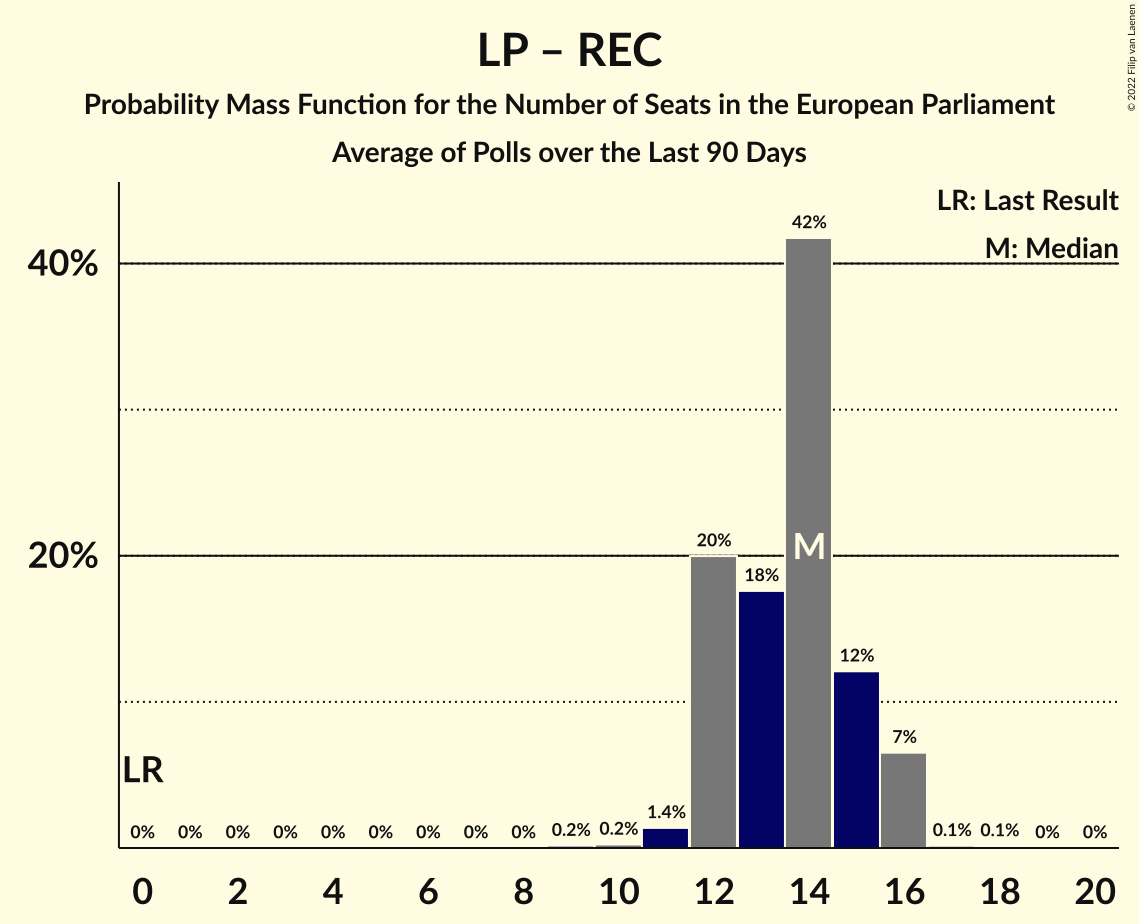 LP – REC
Probability Mass Function for the Number of Seats in the European Parliament
Average of Polls over the Last 90 Days
© 2022 Filip van Laenen
LR: Last Result
M: Median
40%
20%
42%
20%
M
18%
12%
7%
LR
0% 0% 0% 0% 0% 0% 0% 0% 0% 0.2% 0.2% 1.4% 0.1% 0.1% 0% 0%
0 2 4 6 8 10 12 14 16 18 20